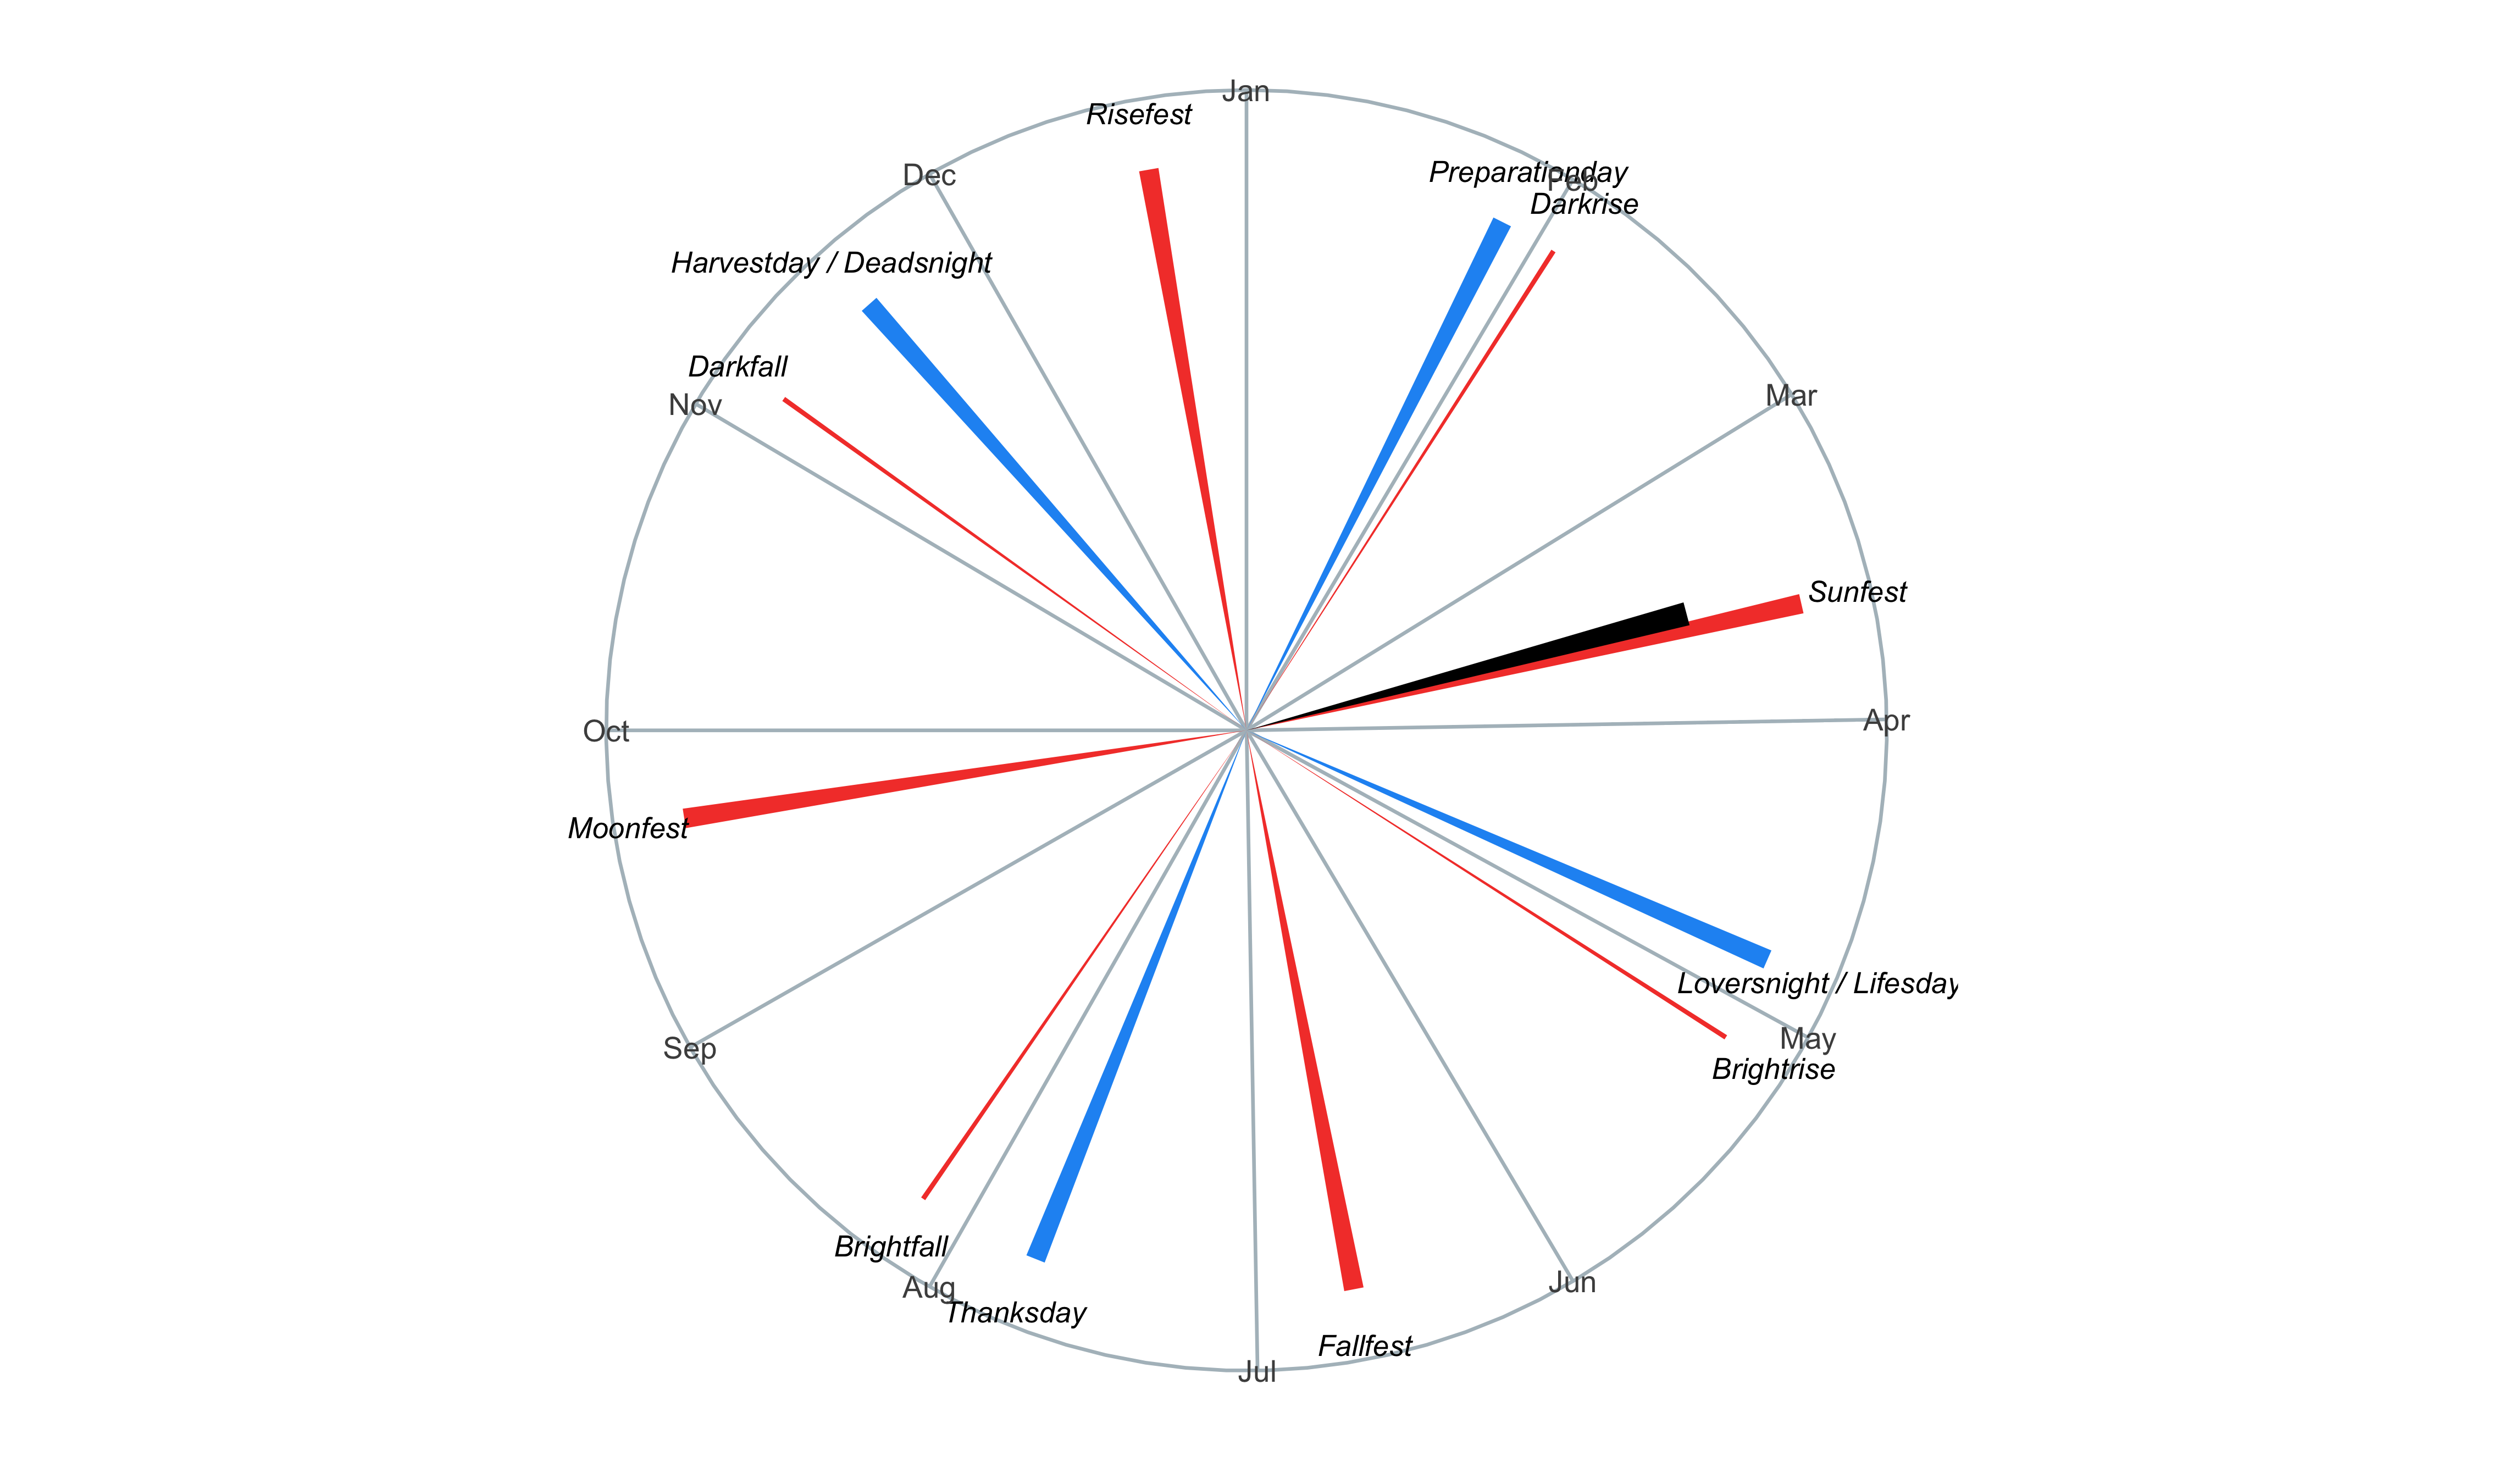 Jan
Risefest
Preparationday
Feb
Dec
Darkrise
Harvestday / Deadsnight
Darkfall
Mar
Nov
Sunfest
Apr
Oct
Moonfest
Loversnight / Lifesday
May
Sep
Brightrise
Brightfall
Jun
Aug
Thanksday
Fallfest
Jul